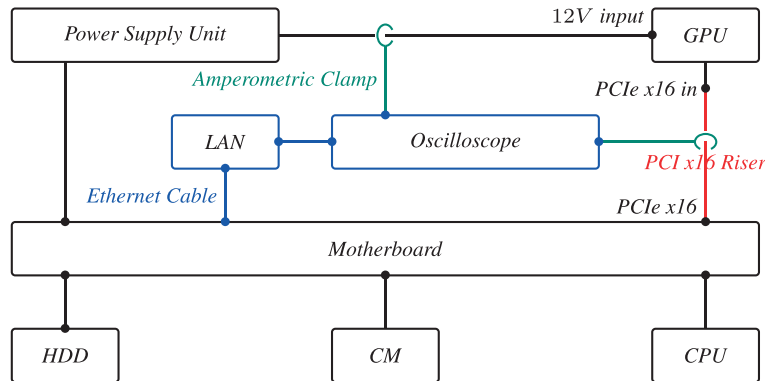 12V input
Power Supply Unit
GPU
Amperometric Clamp
PCIe x16 in
LAN
Oscilloscope
PCI x16 Riser
Ethernet Cable
PCIe x16
Motherboard
HDD
CM
CPU